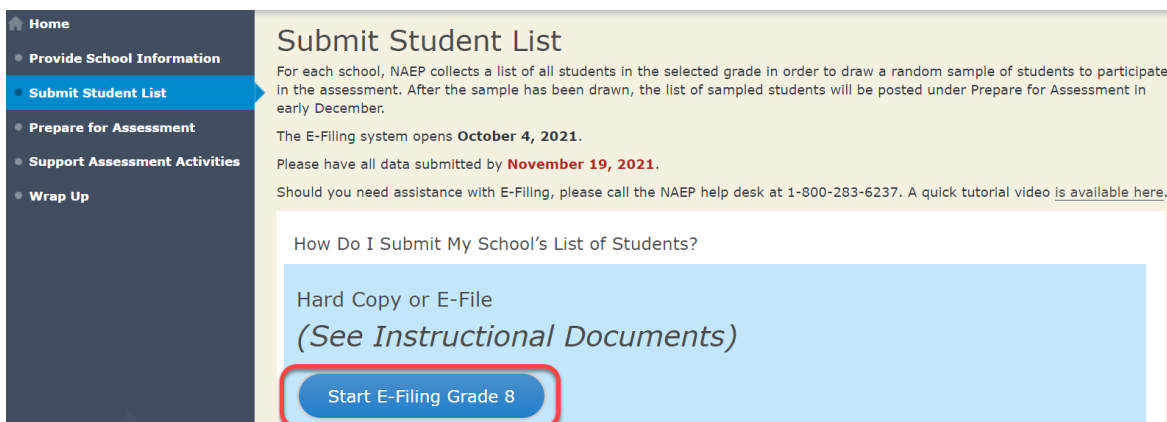 Home
Provide School Information
Submit Student List
Prepare for Assessment
Support Assessment Activities
Wrap Up
Submit Student List
For each school, NAEP collects a list of all students in the selected grade in order to draw a random sample of students to participate
in the assessment. After the sample has been drawn, the list of sampled students will be posted under Prepare for Assessment in
early December.
The E-Filing system opens October 4, 2021.
Please have all data submitted by November 19, 2021.
Should you need assistance with E-Filing, please call the NAEP help desk at 1-800-283-6237. A quick tutorial video is available here.
How Do I Submit My School’s List of Students?
Hard Copy or E-File
(See Instructional Documents)
Start E-Filing Grade 8